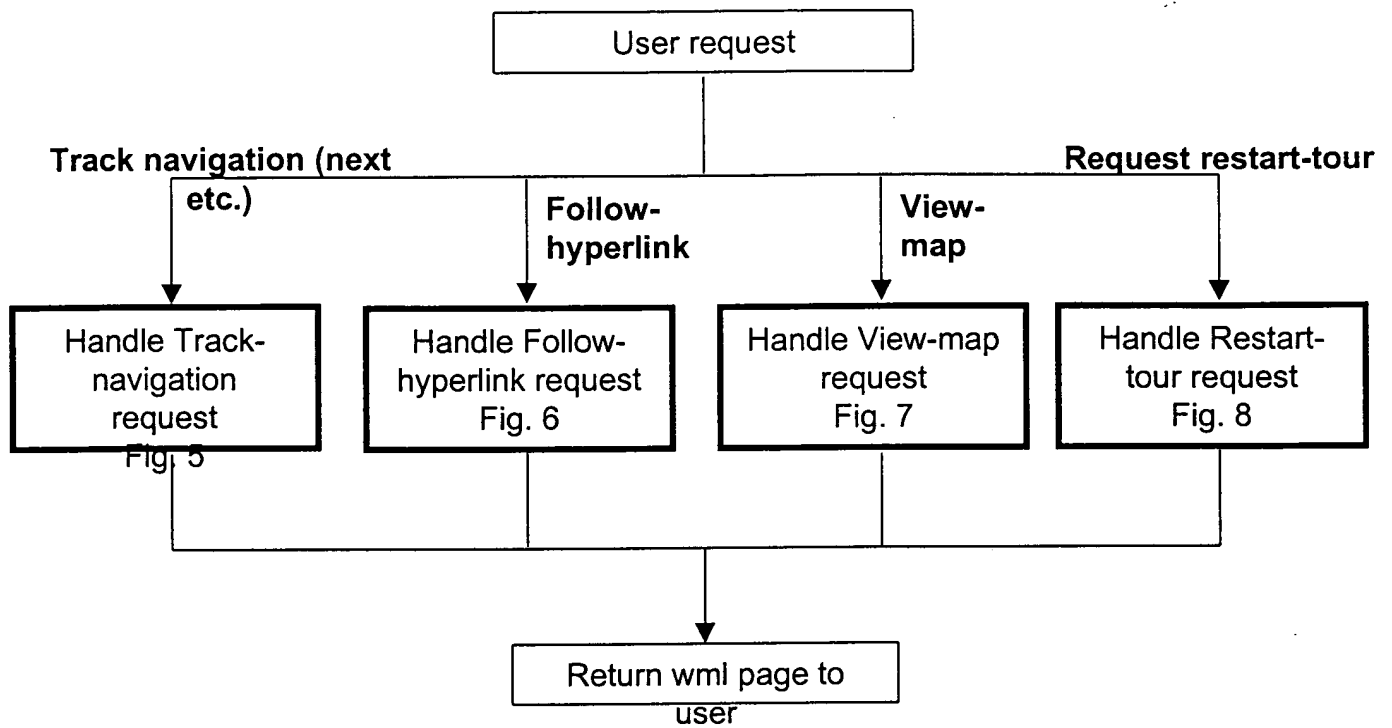 User request
Track navigation (next
etc.)
Request restart-tour
Follow-
hyperlink
View-
map
Handle Track-
navigation
request
Fig. 5
Handle Follow-
hyperlink request
Fig. 6
Handle View-map
request
Fig. 7
Handle Restart-
tour request
Fig. 8
Return wml page to
user